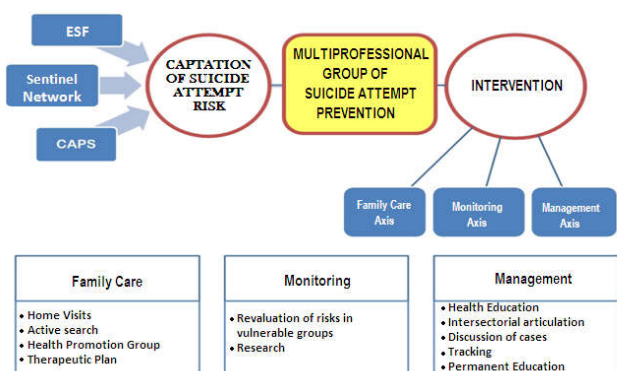 ESF
Sentinel
Network
CAPS
CAPTATION
OF SUICIDE
ATTEMPT
RISK
MULTIPROFESSIONAL
GROUP OF
SUICIDE ATTEMPT
PREVENTION
INTERVENTION
Family Care
Axis
Monitoring
Axis
Management
Axis
Family Care
• Home Visits
• Active search
• Health Promotion Group
• Therapeutic Plan
Monitoring
• Revaluation of risks in
vulnerable groups
• Research
Management
• Health Education
• Intersectorial articulation
• Discussion of cases
• Tracking
• Permanent Education